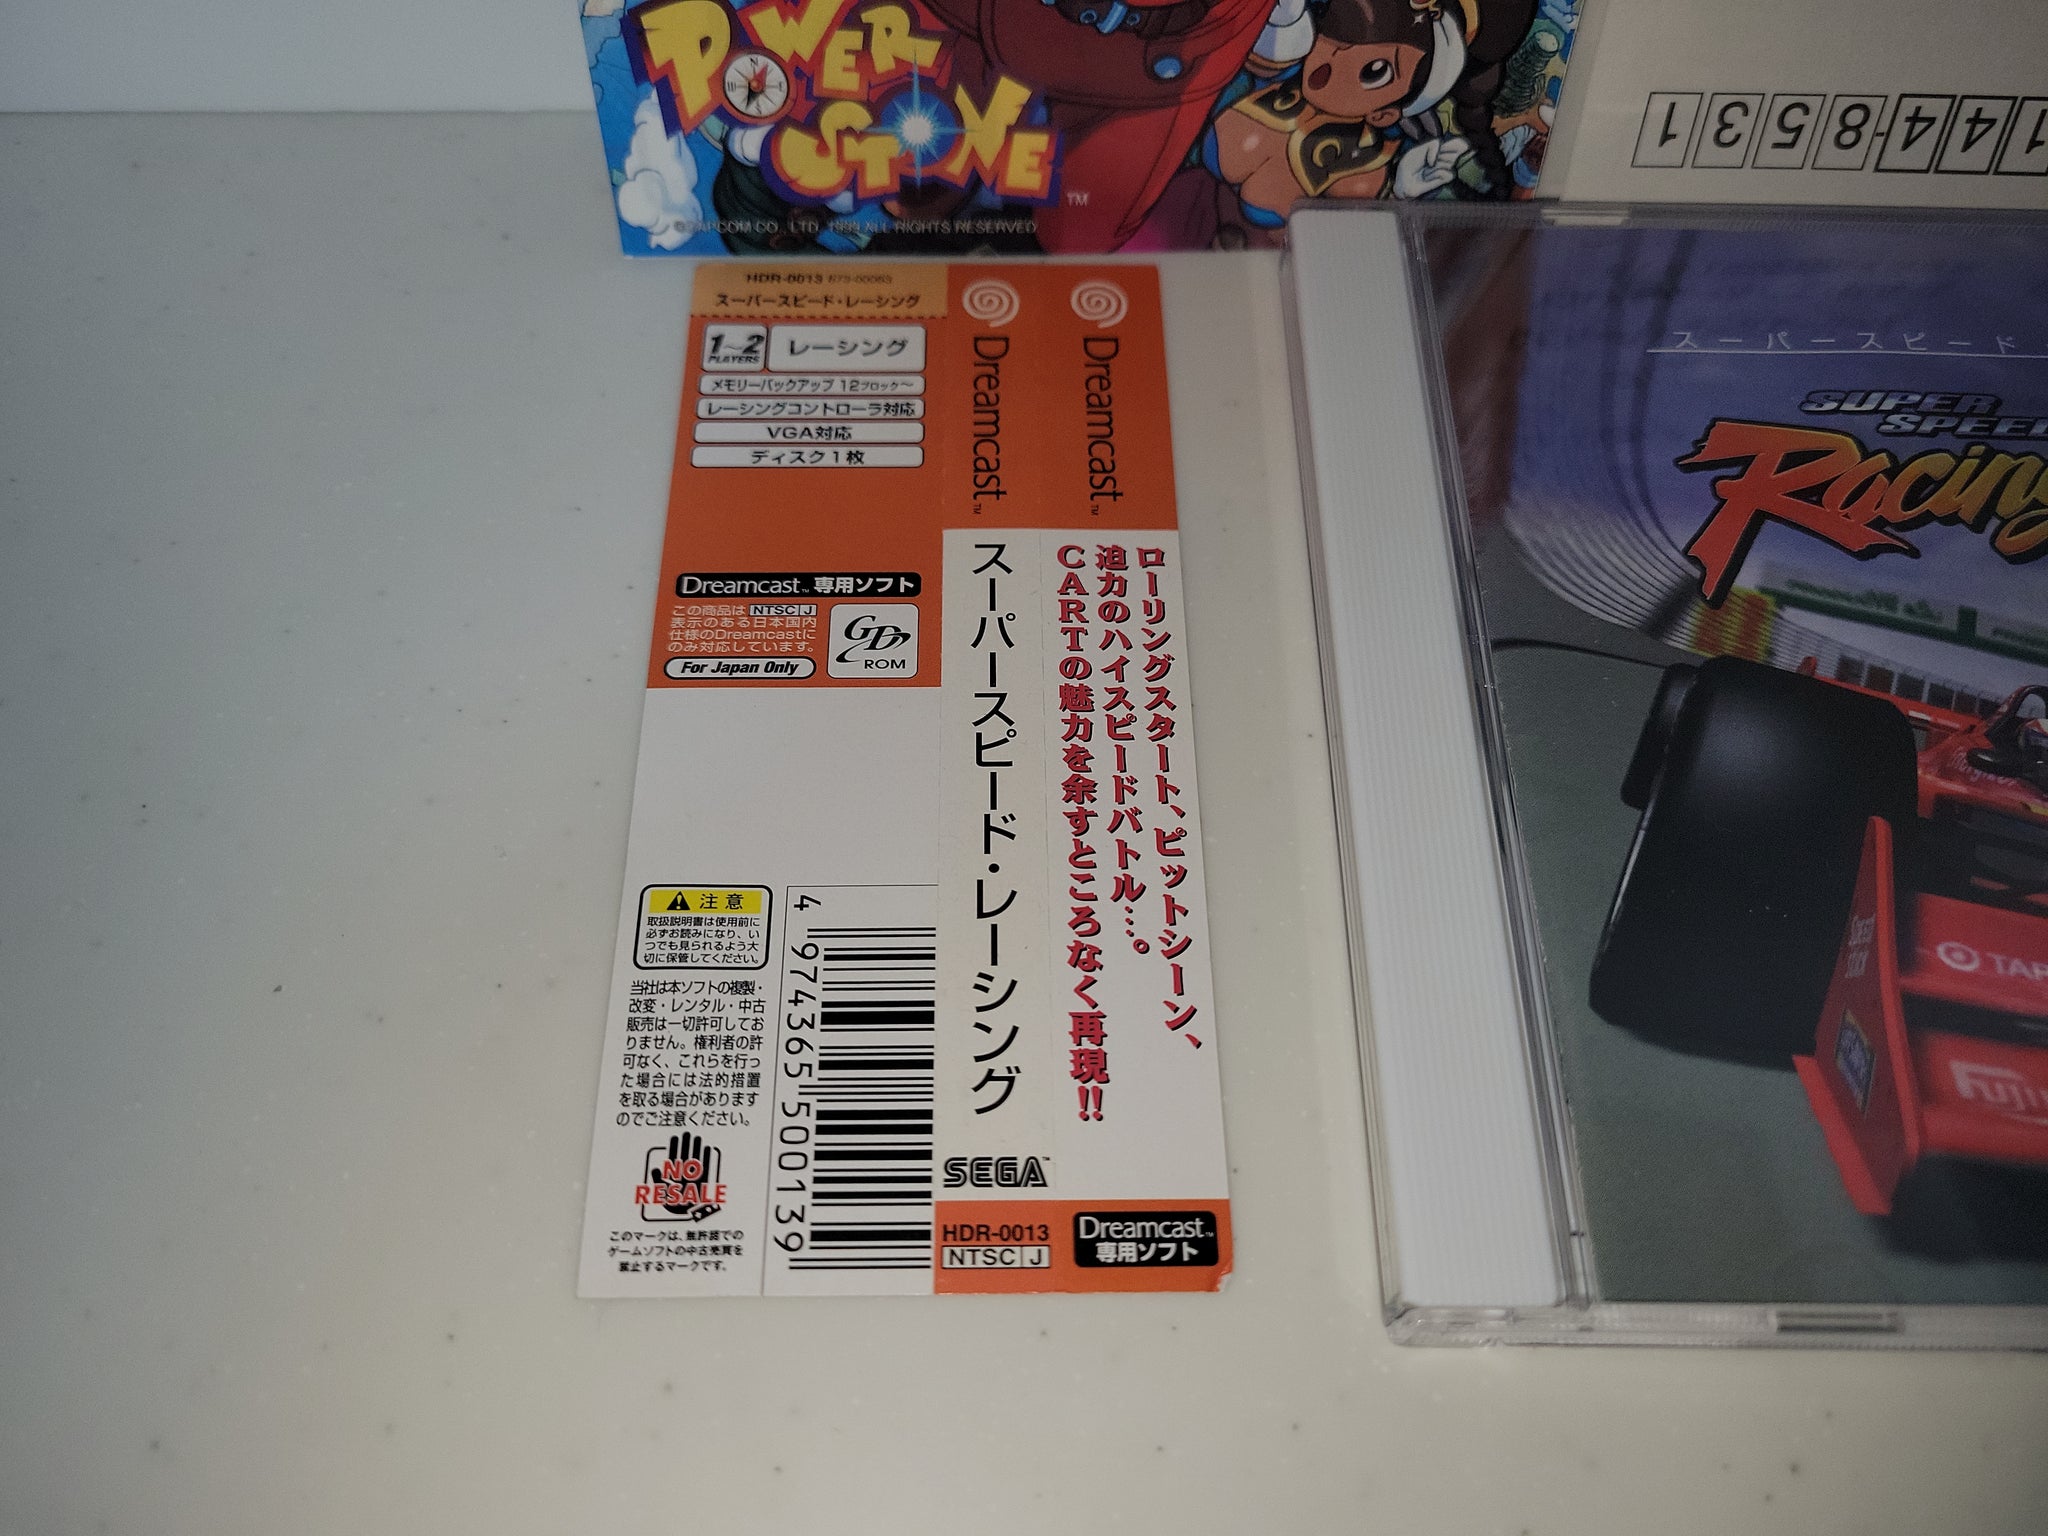 POWER
STONE
TM
©CAPCOM CO., LTD. 1999 ALL RIGHTS RESERVED
144-8531
HDR-0013 673-00063
スーパースピード・レーシング
1~2
PLAYERS
レーシング
メモリーバックアップ 12ブロック~
レーシングコントローラ対応
VGA対応
ディスク1枚
Dreamcast™ 専用ソフト
この商品は NTSC J
表示のある日本国内
仕様のDreamcastに
のみ対応しています。
For Japan Only
GD
ROM
注意
取扱説明書は使用前に
必ずお読みになり、い
つでも見られるよう大
切に保管してください。
当社は本ソフトの複製・
改変・レンタル・中古
販売は一切許可してお
りません。権利者の許
可なく、これらを行っ
た場合には法的措置
を取る場合があります
のでご注意ください。
NO
RESALE
このマークは、無許諾での
ゲームソフトの中古売買を
禁止するマークです。
4 974365 500139
Dreamcast™
スーパースピード・レーシング
SEGA™
HDR-0013
NTSC J
Dreamcast™
ローリングスタート、ピットシーン、
迫力のハイスピードバトル…。
CARTの魅力を余すところなく再現!!
Dreamcast™
専用ソフト
スーパースピード
SUPER
SPEED
Racing
TAR
Fuji